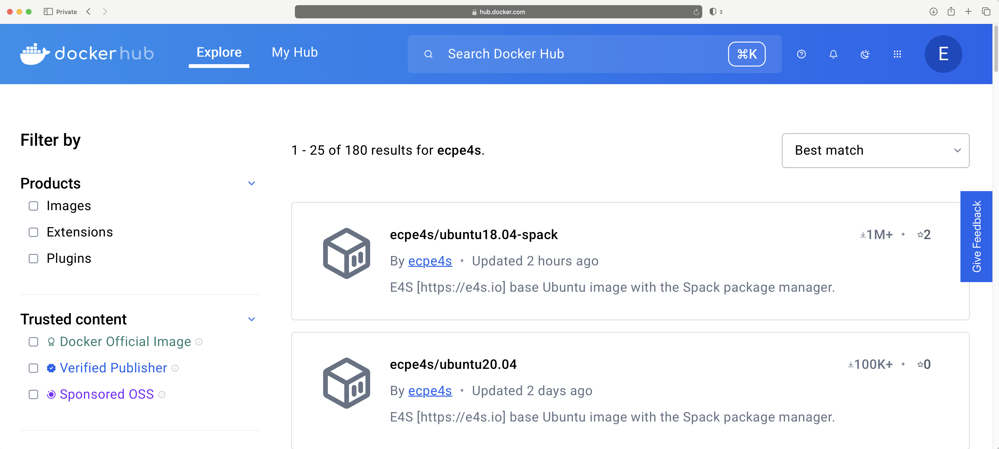 Private
hub.docker.com
2
dockerhub
Explore
My Hub
Search Docker Hub
⌘K
E
Filter by
Products
Images
Extensions
Plugins
Trusted content
Docker Official Image
Verified Publisher
Sponsored OSS
1 - 25 of 180 results for ecpe4s.
Best match
ecpe4s/ubuntu18.04-spack
1M+ • 2
By ecpe4s • Updated 2 hours ago
E4S [https://e4s.io] base Ubuntu image with the Spack package manager.
ecpe4s/ubuntu20.04
100K+ • 0
By ecpe4s • Updated 2 days ago
E4S [https://e4s.io] base Ubuntu image with the Spack package manager.
Give Feedback